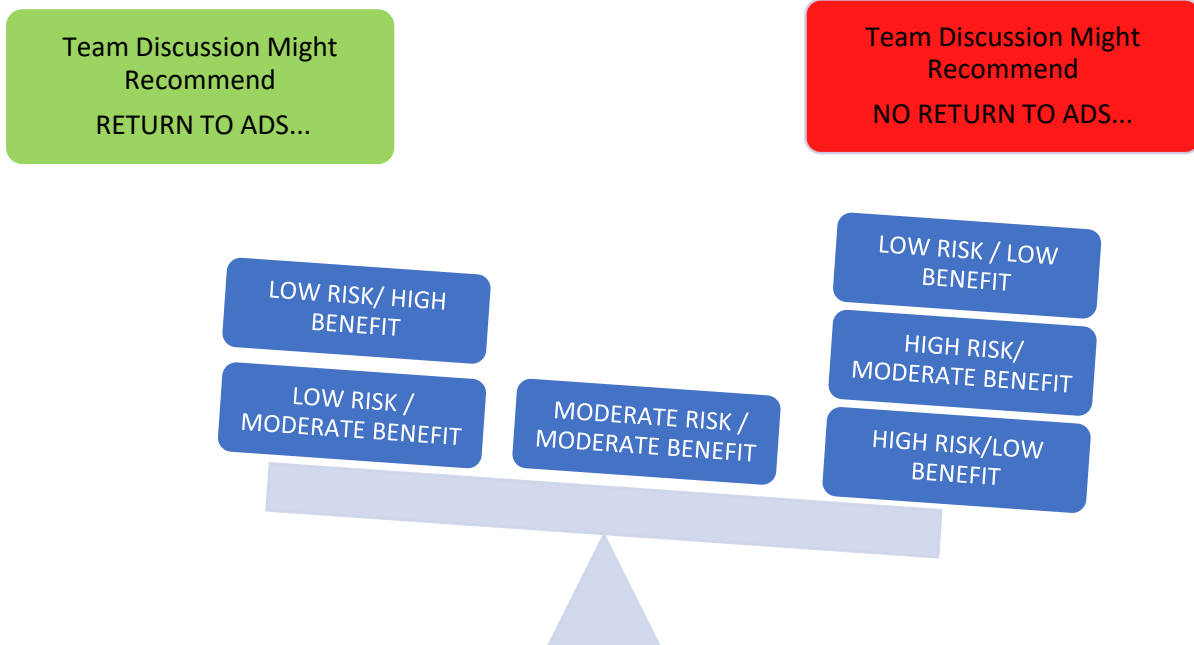 Team Discussion Might
Recommend
RETURN TO ADS...
Team Discussion Might
Recommend
NO RETURN TO ADS...
LOW RISK/ HIGH
BENEFIT
LOW RISK /
MODERATE BENEFIT
MODERATE RISK /
MODERATE BENEFIT
LOW RISK / LOW
BENEFIT
HIGH RISK/
MODERATE BENEFIT
HIGH RISK/LOW
BENEFIT